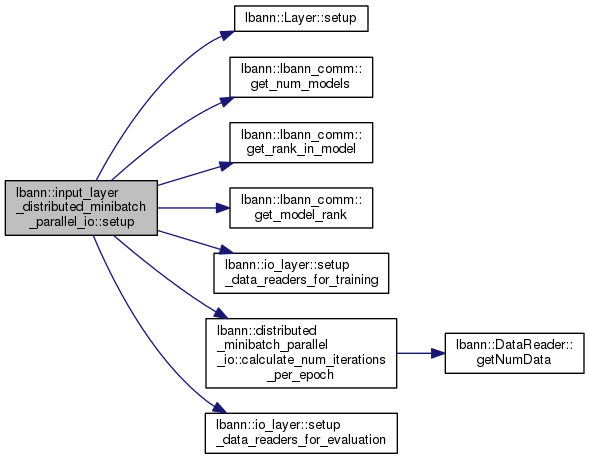 lbann::Layer::setup
lbann::lbann_comm::
get_num_models
lbann::lbann_comm::
get_rank_in_model
lbann::input_layer
_distributed_minibatch
_parallel_io::setup
lbann::lbann_comm::
get_model_rank
lbann::io_layer::setup
_data_readers_for_training
lbann::distributed
_minibatch_parallel
_io::calculate_num_iterations
_per_epoch
lbann::DataReader::
getNumData
lbann::io_layer::setup
_data_readers_for_evaluation